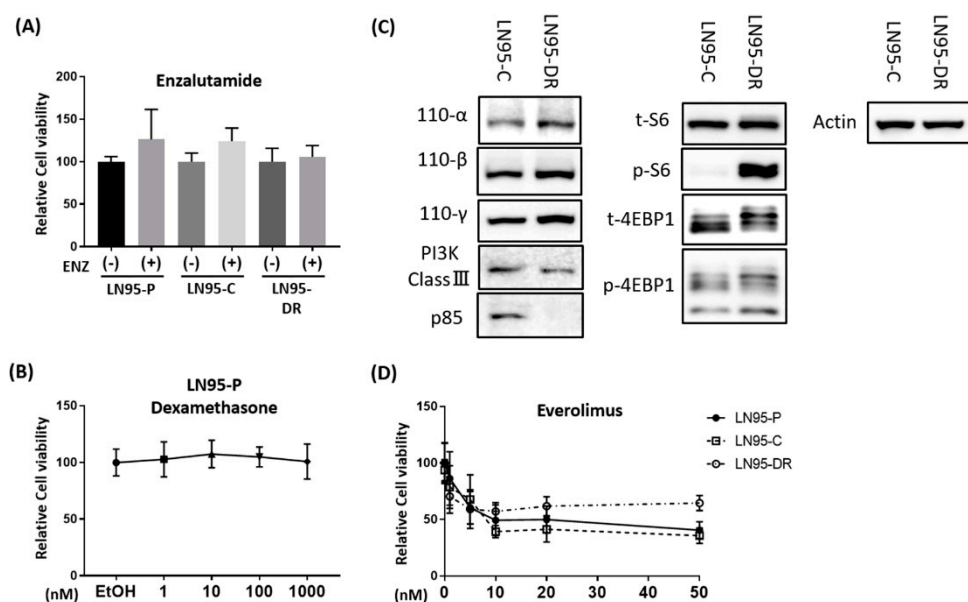 (A)
Enzalutamide
Relative Cell viability
200
150
100
50
0
ENZ (-) (+) (-) (+) (-) (+)
LN95-P LN95-C LN95-
DR
(B)
LN95-P
Dexamethasone
Relative Cell viability
150
100
50
0
(nM) EtOH 1 10 100 1000
(C)
LN95-C LN95-DR
110-α
110-β
110-γ
PI3K
Class Ⅲ
p85
LN95-C LN95-DR
t-S6
p-S6
t-4EBP1
p-4EBP1
LN95-C LN95-DR
Actin
(D)
Everolimus
Relative Cell viability
150
100
50
0
(nM) 0 10 20 30 40 50
LN95-P
LN95-C
LN95-DR